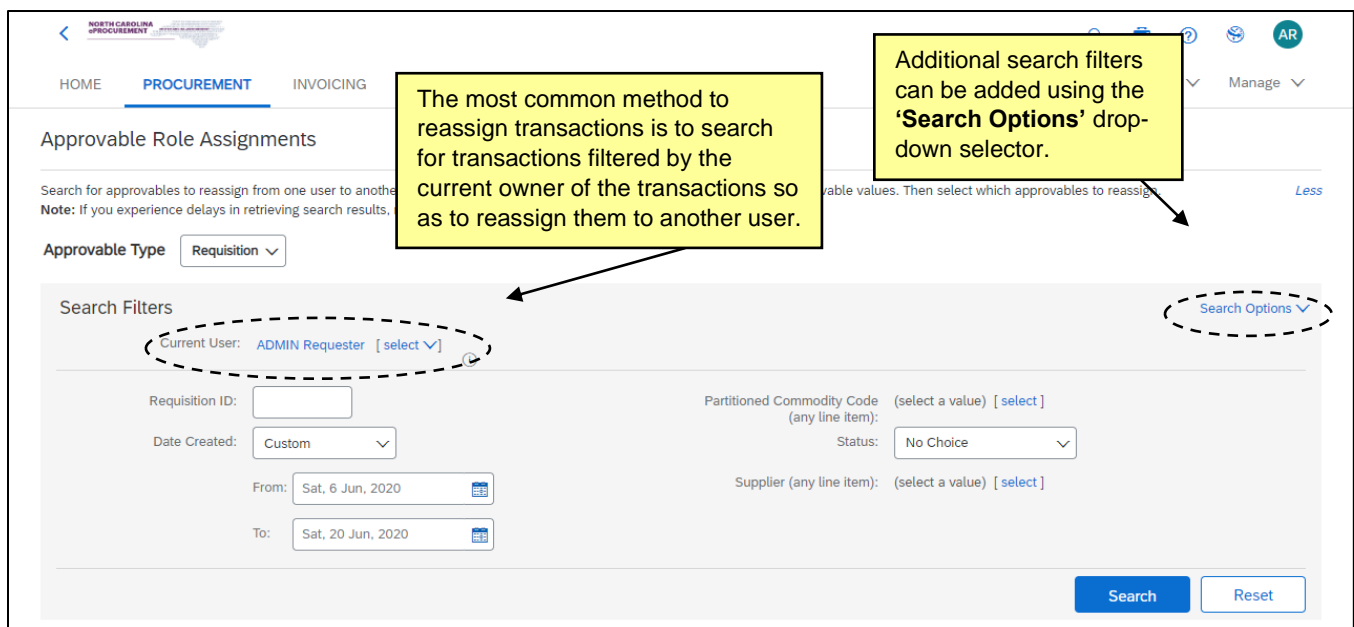 NORTH CAROLINA
ePROCUREMENT
AR
HOME PROCUREMENT INVOICING
Manage
The most common method to
reassign transactions is to search
for transactions filtered by the
current owner of the transactions so
as to reassign them to another user.
Additional search filters
can be added using the
‘Search Options’ drop-
down selector.
Approvable Role Assignments
Search for approvables to reassign from one user to anothe vable values. Then select which approvables to reassign. Less
Note: If you experience delays in retrieving search results,
Approvable Type Requisition
Search Filters
Search Options
Current User: ADMIN Requester [ select ]
Requisition ID:
Partitioned Commodity Code (select a value) [ select ]
(any line item):
Date Created: Custom
Status: No Choice
From: Sat, 6 Jun, 2020
Supplier (any line item): (select a value) [ select ]
To: Sat, 20 Jun, 2020
Search Reset